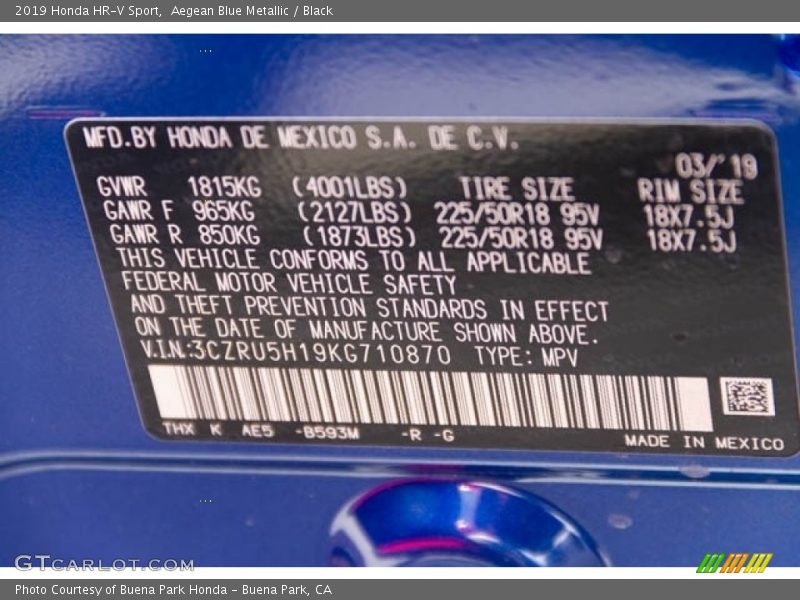 2019 Honda HR-V Sport,  Aegean Blue Metallic / Black
MFD.BY HONDA DE MEXICO S.A. DE C.V.
03/'19
GVWR 1815KG (4001LBS) TIRE SIZE RIM SIZE
GAWR F 965KG (2127LBS) 225/50R18 95V 18X7.5J
GAWR R 850KG (1873LBS) 225/50R18 95V 18X7.5J
THIS VEHICLE CONFORMS TO ALL APPLICABLE
FEDERAL MOTOR VEHICLE SAFETY
AND THEFT PREVENTION STANDARDS IN EFFECT
ON THE DATE OF MANUFACTURE SHOWN ABOVE.
V.I.N:3CZRU5H19KG710870 TYPE: MPV
THX K AE5 -B593M -R -G
MADE IN MEXICO
GTCARLOT.COM
Photo Courtesy of Buena Park Honda - Buena Park, CA